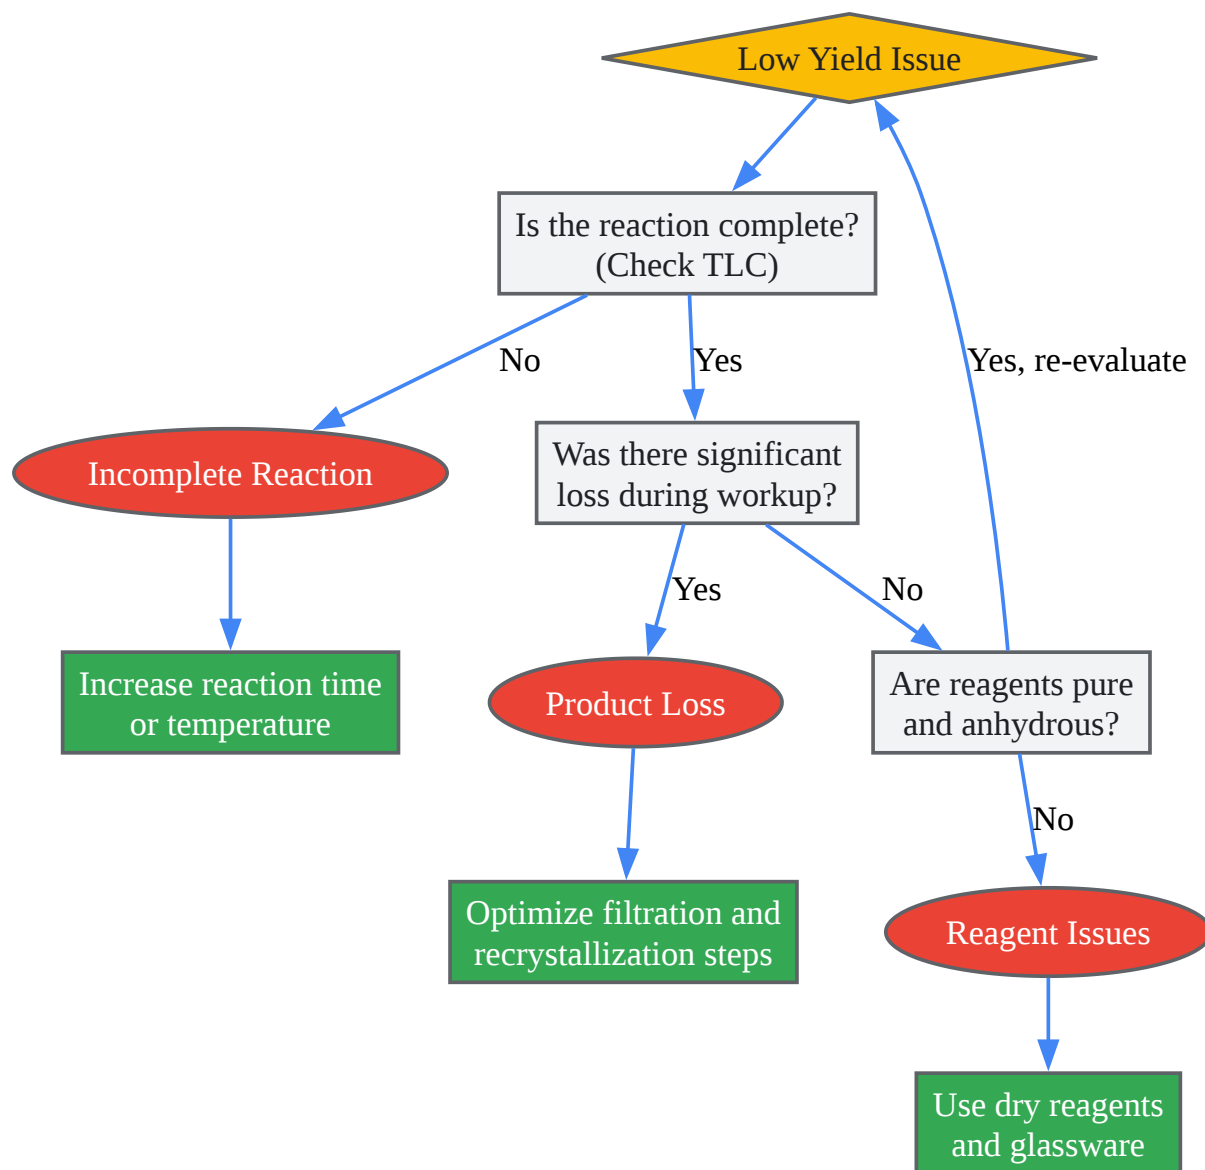 Low Yield Issue
Is the reaction complete?
(Check TLC)
No
Yes
Yes, re-evaluate
Incomplete Reaction
Was there significant
loss during workup?
Yes
No
Increase reaction time
or temperature
Product Loss
Are reagents pure
and anhydrous?
No
Optimize filtration and
recrystallization steps
Reagent Issues
Use dry reagents
and glassware